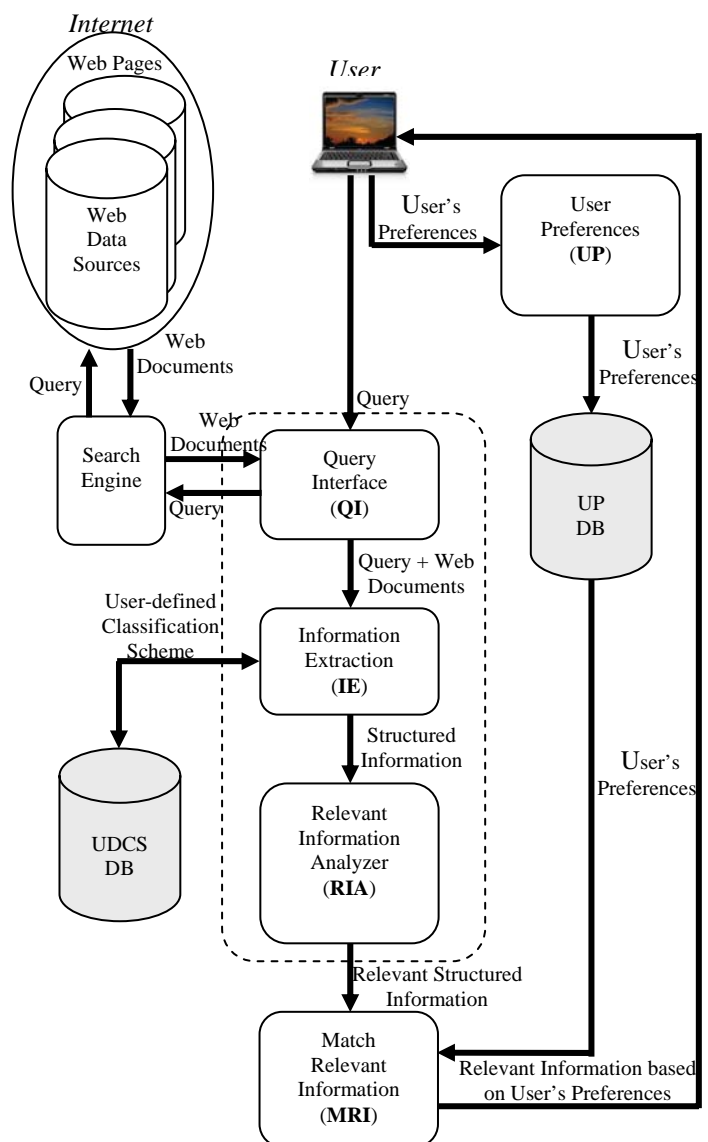 Internet
Web Pages
User
Web
Data
Sources
User's
Preferences
User
Preferences
(UP)
Web
Documents
Query
User's
Preferences
Query
Web
Documents
Search
Engine
Query
Query
Interface
(QI)
UP
DB
Query + Web
Documents
User-defined
Classification
Scheme
Information
Extraction
(IE)
Structured
Information
User's
Preferences
UDCS
DB
Relevant
Information
Analyzer
(RIA)
Relevant Structured
Information
Match
Relevant
Information
(MRI)
Relevant Information based
on User's Preferences